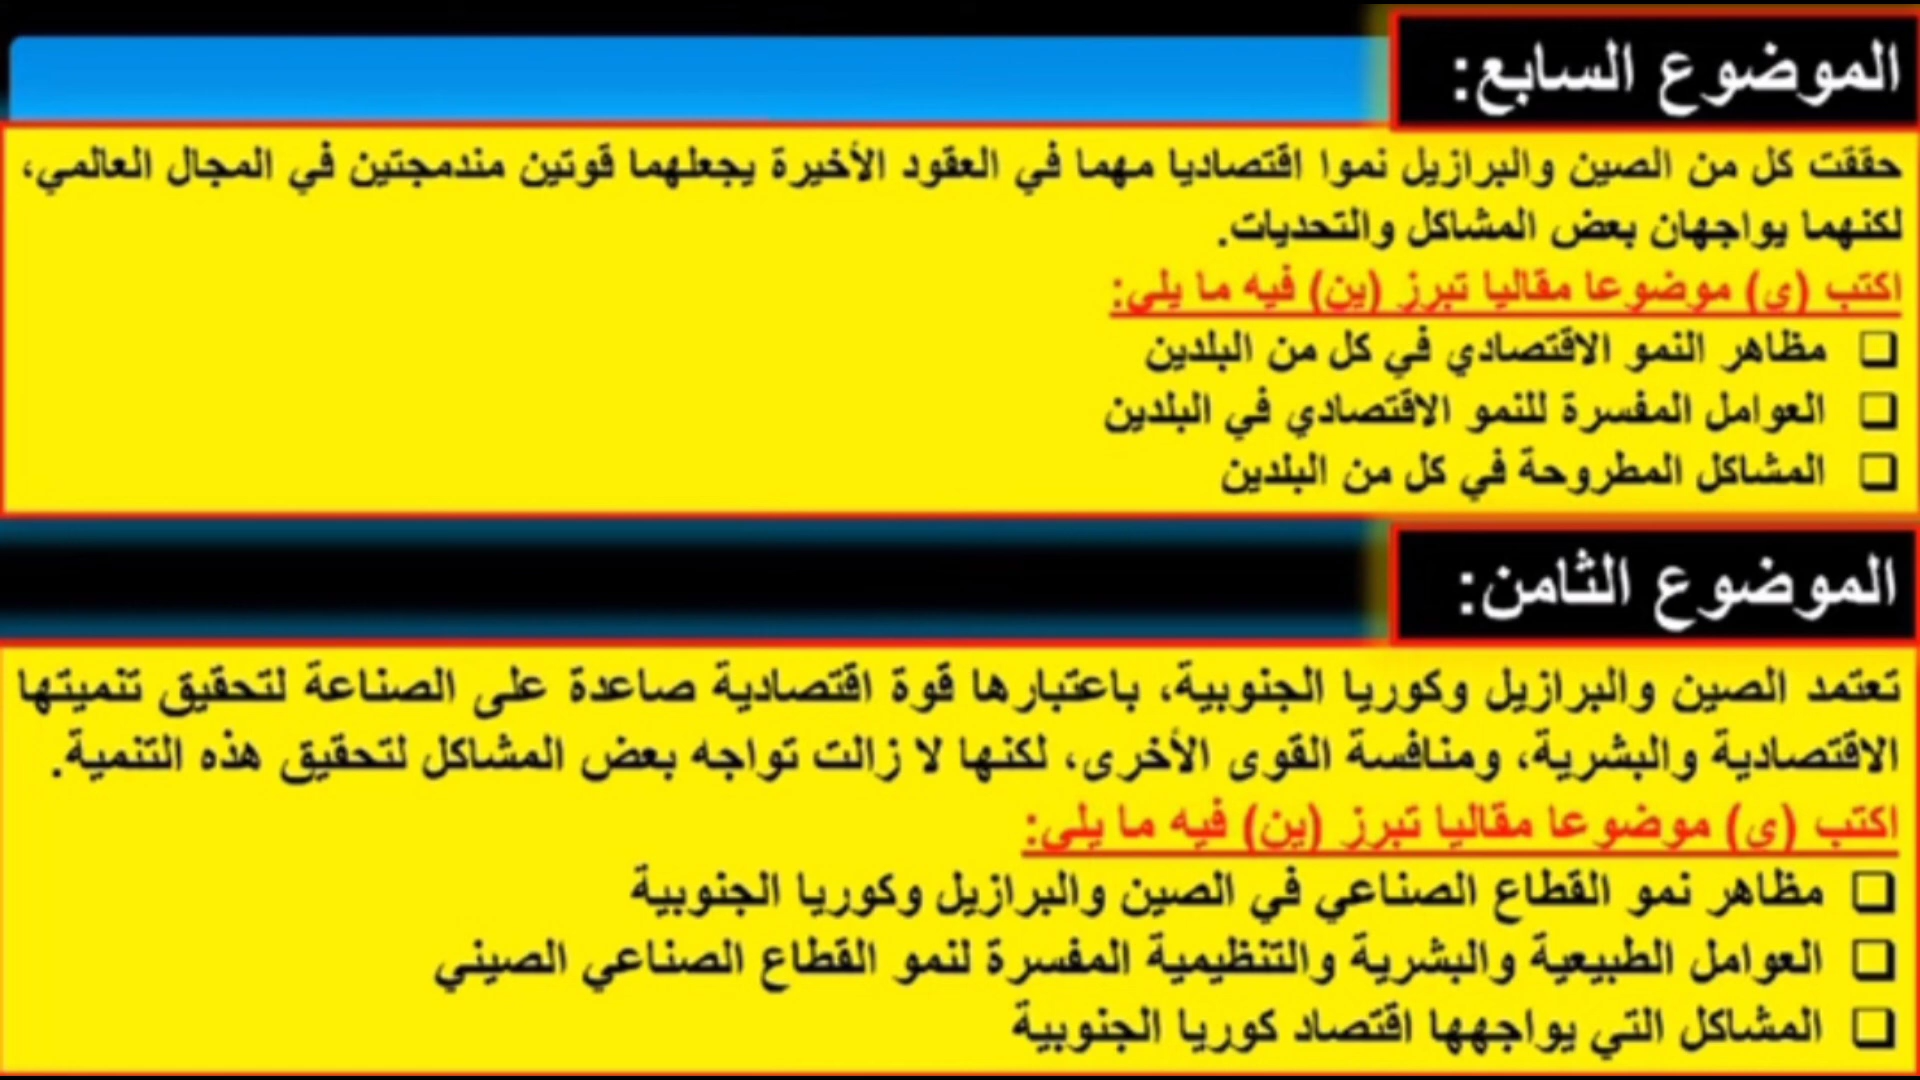 الموضوع السابع:
حققت كل من الصين والبرازيل نموا اقتصاديا مهما في العقود الأخيرة يجعلهما قوتين مندمجتين في المجال العالمي،
لكنهما يواجهان بعض المشاكل والتحديات.
اكتب (ي) موضوعا مقاليا تبرز (ين) فيه ما يلي:
❑ مظاهر النمو الاقتصادي في كل من البلدين
❑ العوامل المفسرة للنمو الاقتصادي في البلدين
❑ المشاكل المطروحة في كل من البلدين
الموضوع الثامن:
تعتمد الصين والبرازيل وكوريا الجنوبية، باعتبارها قوة اقتصادية صاعدة على الصناعة لتحقيق تنميتها
الاقتصادية والبشرية، ومنافسة القوى الأخرى، لكنها لا زالت تواجه بعض المشاكل لتحقيق هذه التنمية.
اكتب (ي) موضوعا مقاليا تبرز (ين) فيه ما يلي:
❑ مظاهر نمو القطاع الصناعي في الصين والبرازيل وكوريا الجنوبية
❑ العوامل الطبيعية والبشرية والتنظيمية المفسرة لنمو القطاع الصناعي الصيني
❑ المشاكل التي يواجهها اقتصاد كوريا الجنوبية